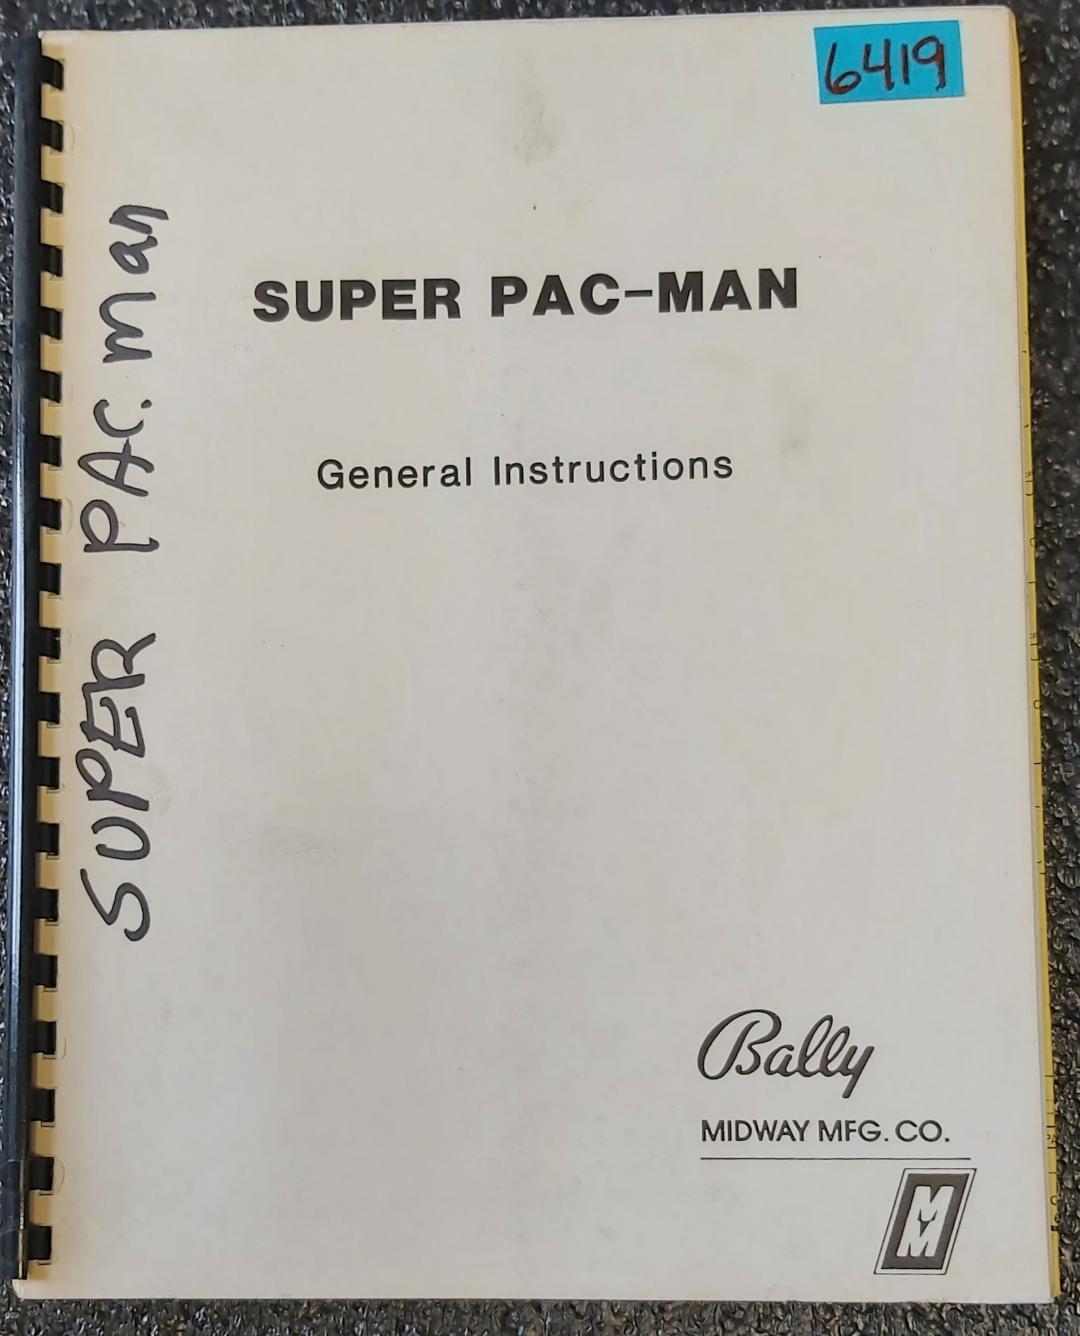 6419
SUPER PAC-MAN
General Instructions
SUPER PAC. Man
Bally
MIDWAY MFG. CO.
M
M